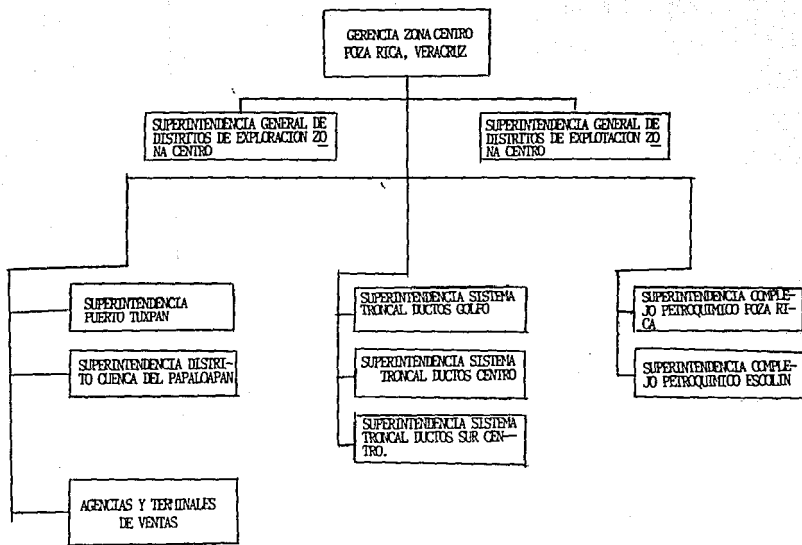 GERENCIA ZONA CENTRO
POZA RICA, VERACRUZ
SUPERINTENDENCIA GENERAL DE
DISTRITOS DE EXPLORACION ZO
NA CENTRO
SUPERINTENDENCIA GENERAL DE
DISTRITOS DE EXPLOTACION ZO
NA CENTRO
SUPERINTENDENCIA
PUERTO TUXPAN
SUPERINTENDENCIA DISTRI-
TO CUENCA DEL PAPALOAPAN
AGENCIAS Y TERMINALES
DE VENTAS
SUPERINTENDENCIA SISTEMA
TRONCAL DUCTOS GOLFO
SUPERINTENDENCIA SISTEMA
TRONCAL DUCTOS CENTRO
SUPERINTENDENCIA SISTEMA
TRONCAL DUCTOS SUR CEN-
TRO.
SUPERINTENDENCIA COMPLE-
JO PETROQUIMICO POZA RI-
CA
SUPERINTENDENCIA COMPLE-
JO PETROQUIMICO ESCOLIN